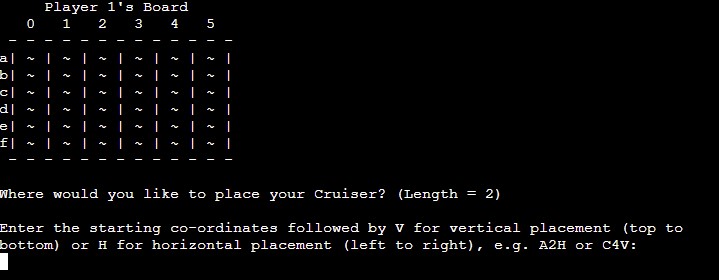 Player 1's Board
0 1 2 3 4 5
- - - - - - - - - - - - -
a| ~ | ~ | ~ | ~ | ~ | ~ |
b| ~ | ~ | ~ | ~ | ~ | ~ |
c| ~ | ~ | ~ | ~ | ~ | ~ |
d| ~ | ~ | ~ | ~ | ~ | ~ |
e| ~ | ~ | ~ | ~ | ~ | ~ |
f| ~ | ~ | ~ | ~ | ~ | ~ |
- - - - - - - - - - - - -
Where would you like to place your Cruiser? (Length = 2)
Enter the starting co-ordinates followed by V for vertical placement (top to
bottom) or H for horizontal placement (left to right), e.g. A2H or C4V: